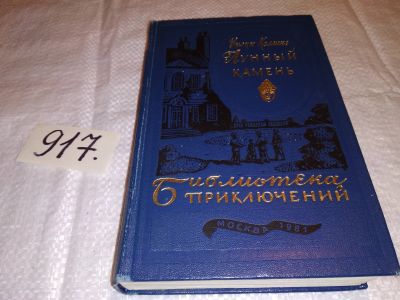 917.
Уилки Коллинз
Лунный
камень
Библиотека
приключений
Москва 1981